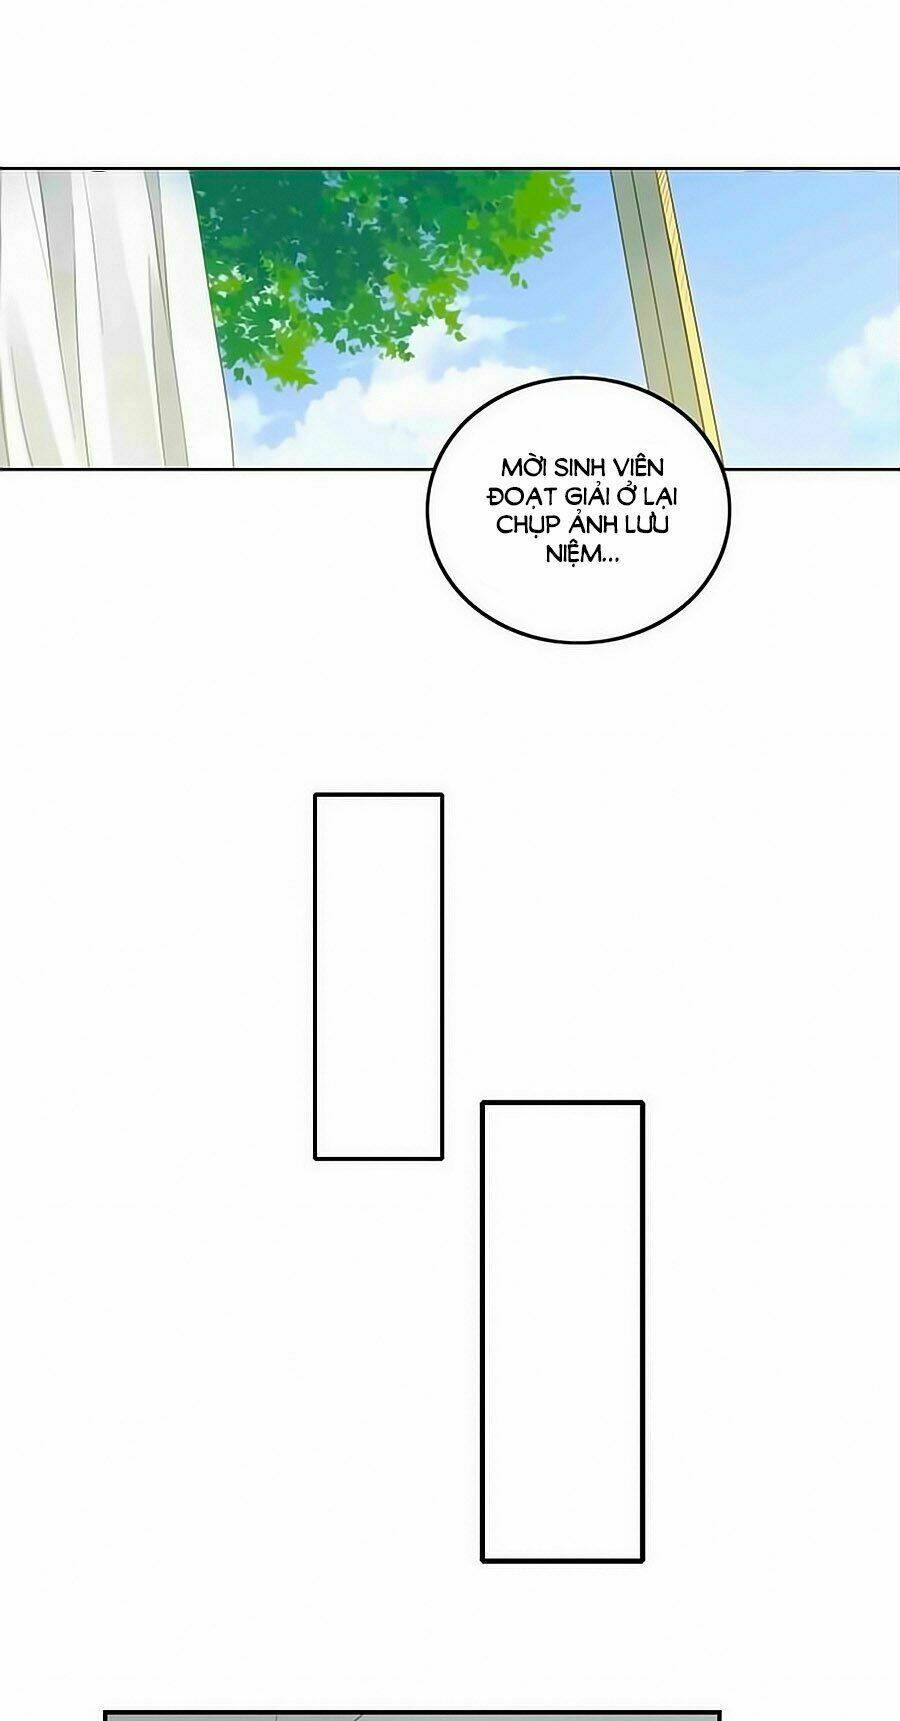 MỜI SINH VIÊN
ĐOẠT GIẢI Ở LẠI
CHỤP ẢNH LƯU
NIỆM...